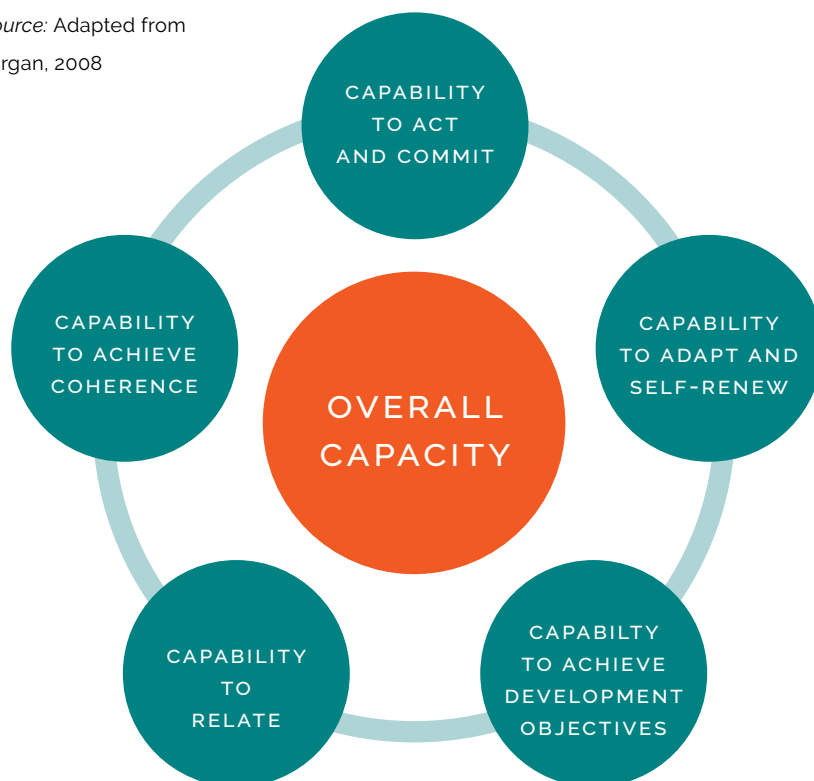 ource: Adapted from
rgan, 2008
CAPABILITY
TO ACT
AND COMMIT
CAPABILITY
TO ACHIEVE
COHERENCE
CAPABILITY
TO ADAPT AND
SELF-RENEW
OVERALL
CAPACITY
CAPABILITY
TO
RELATE
CAPABILTY
TO ACHIEVE
DEVELOPMENT
OBJECTIVES